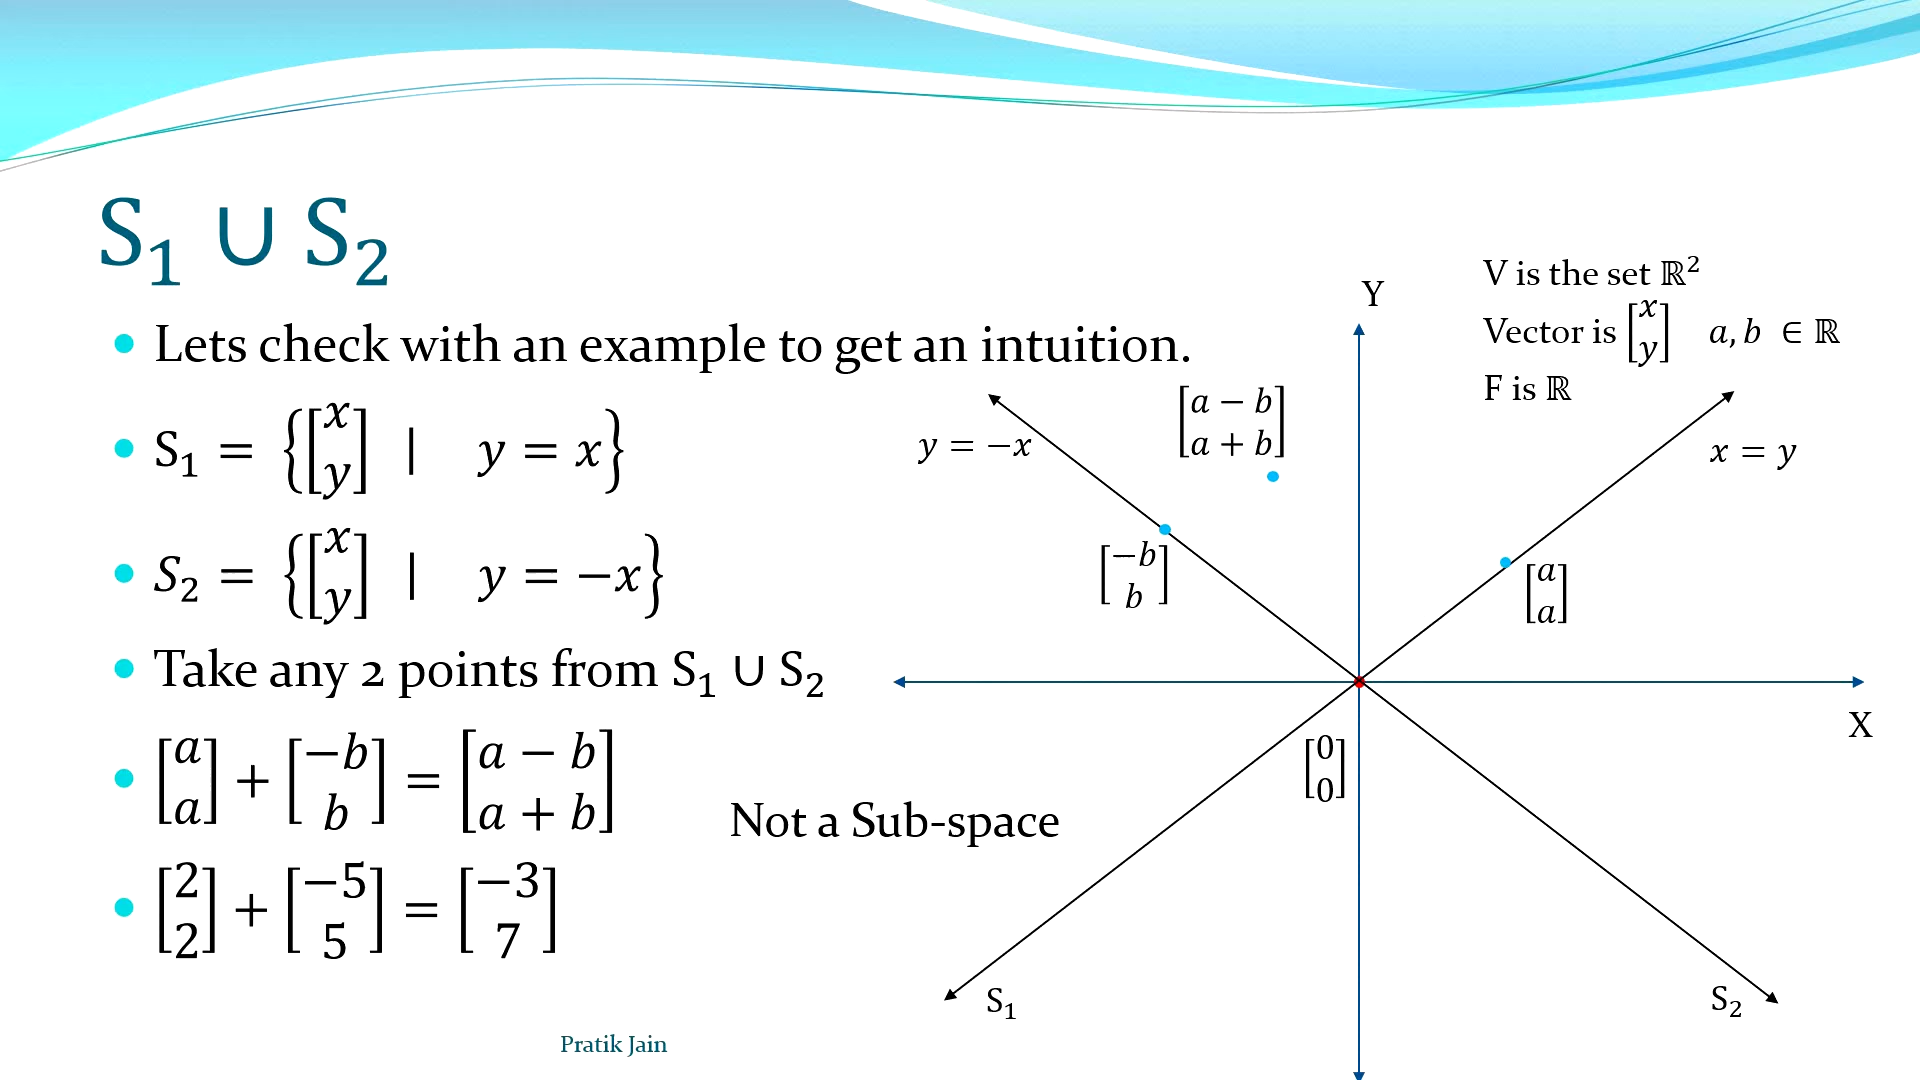 S₁ ∪ S₂
Lets check with an example to get an intuition.
S₁ = {[x y] | y = x}
S₂ = {[x y] | y = −x}
Take any 2 points from S₁ ∪ S₂
[a a] + [−b b] = [a − b a + b]
Not a Sub-space
[2 2] + [−5 5] = [−3 7]
V is the set ℝ²
Vector is [x y] a, b ∈ ℝ
F is ℝ
Y
[a − b a + b]
y = −x
x = y
[−b b]
[a a]
X
[0 0]
S₁
S₂
Pratik Jain